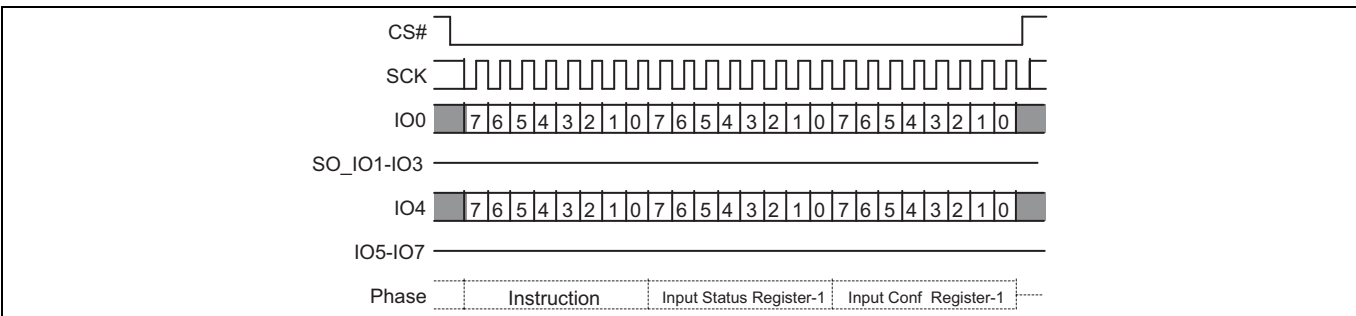 CS#
SCK
IO0 7 6 5 4 3 2 1 0 7 6 5 4 3 2 1 0 7 6 5 4 3 2 1 0
SO_IO1-IO3
IO4 7 6 5 4 3 2 1 0 7 6 5 4 3 2 1 0 7 6 5 4 3 2 1 0
IO5-IO7
Phase Instruction Input Status Register-1 Input Conf Register-1